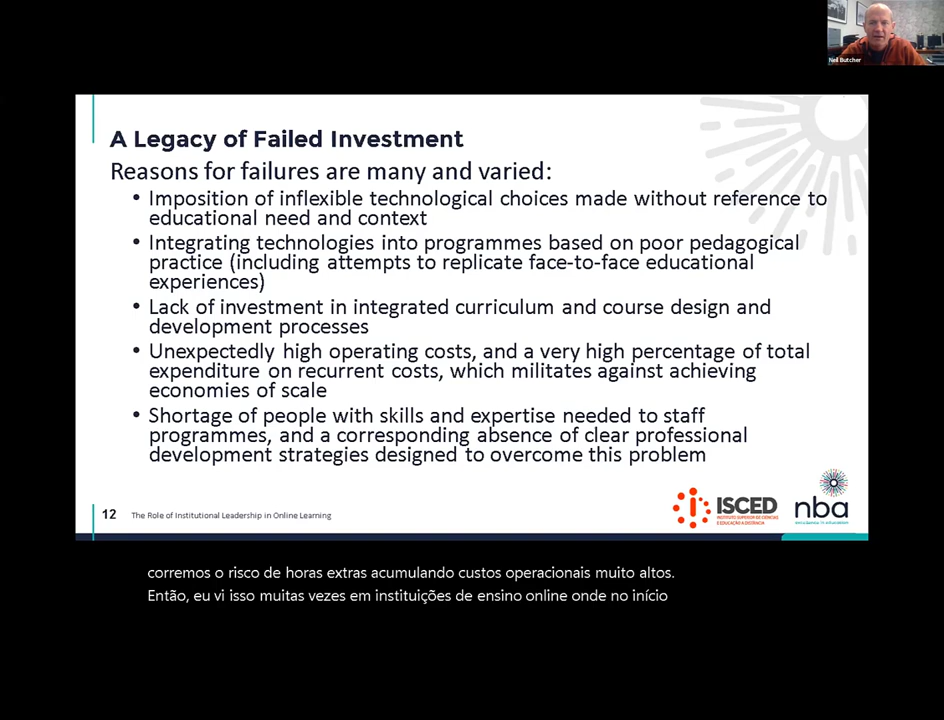 Neil Butcher
A Legacy of Failed Investment
Reasons for failures are many and varied:
• Imposition of inflexible technological choices made without reference to
educational need and context
• Integrating technologies into programmes based on poor pedagogical
practice (including attempts to replicate face-to-face educational
experiences)
• Lack of investment in integrated curriculum and course design and
development processes
• Unexpectedly high operating costs, and a very high percentage of total
expenditure on recurrent costs, which militates against achieving
economies of scale
• Shortage of people with skills and expertise needed to staff
programmes, and a corresponding absence of clear professional
development strategies designed to overcome this problem
12 The Role of Institutional Leadership in Online Learning
ISCED
INSTITUTO SUPERIOR DE CIÊNCIAS
E EDUCAÇÃO A DISTÂNCIA
nba
corremos o risco de horas extras acumulando custos operacionais muito altos.
Então, eu vi isso muitas vezes em instituições de ensino online onde no início